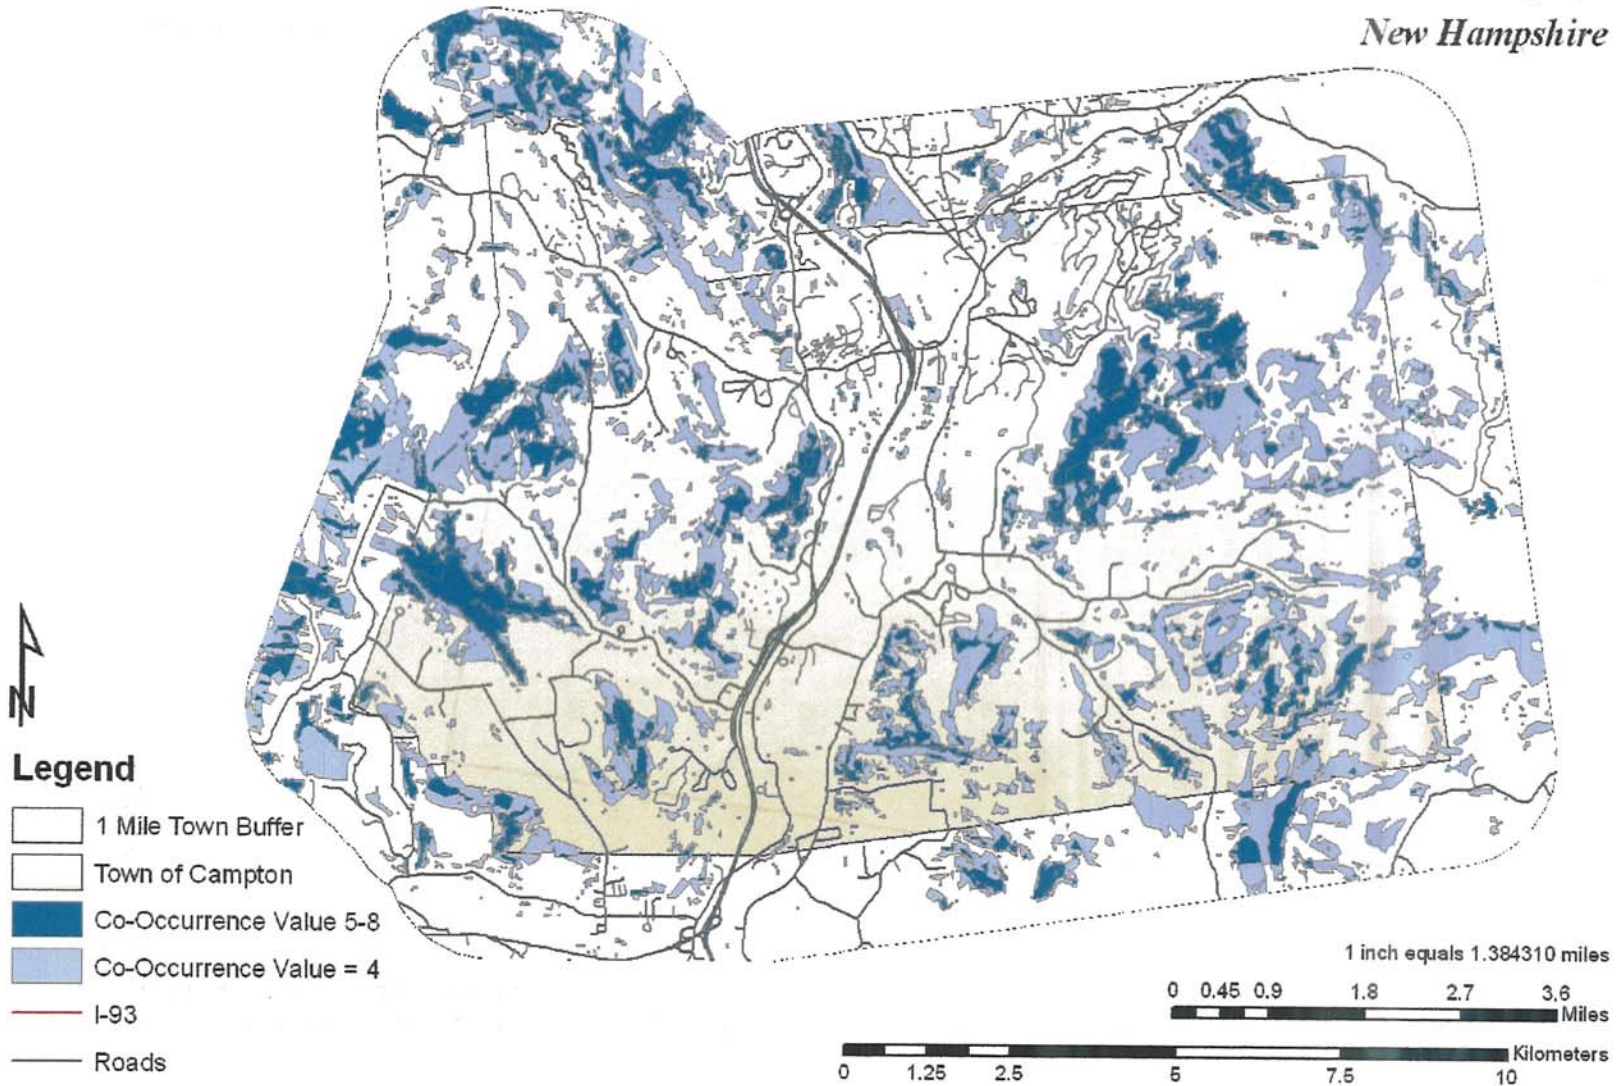 New Hampshire
N
Legend
1 Mile Town Buffer
Town of Campton
Co-Occurrence Value 5-8
Co-Occurrence Value = 4
I-93
Roads
1 inch equals 1.384310 miles
0 0.45 0.9 1.8 2.7 3.6
Miles
Kilometers
0 1.25 2.5 5 7.5 10